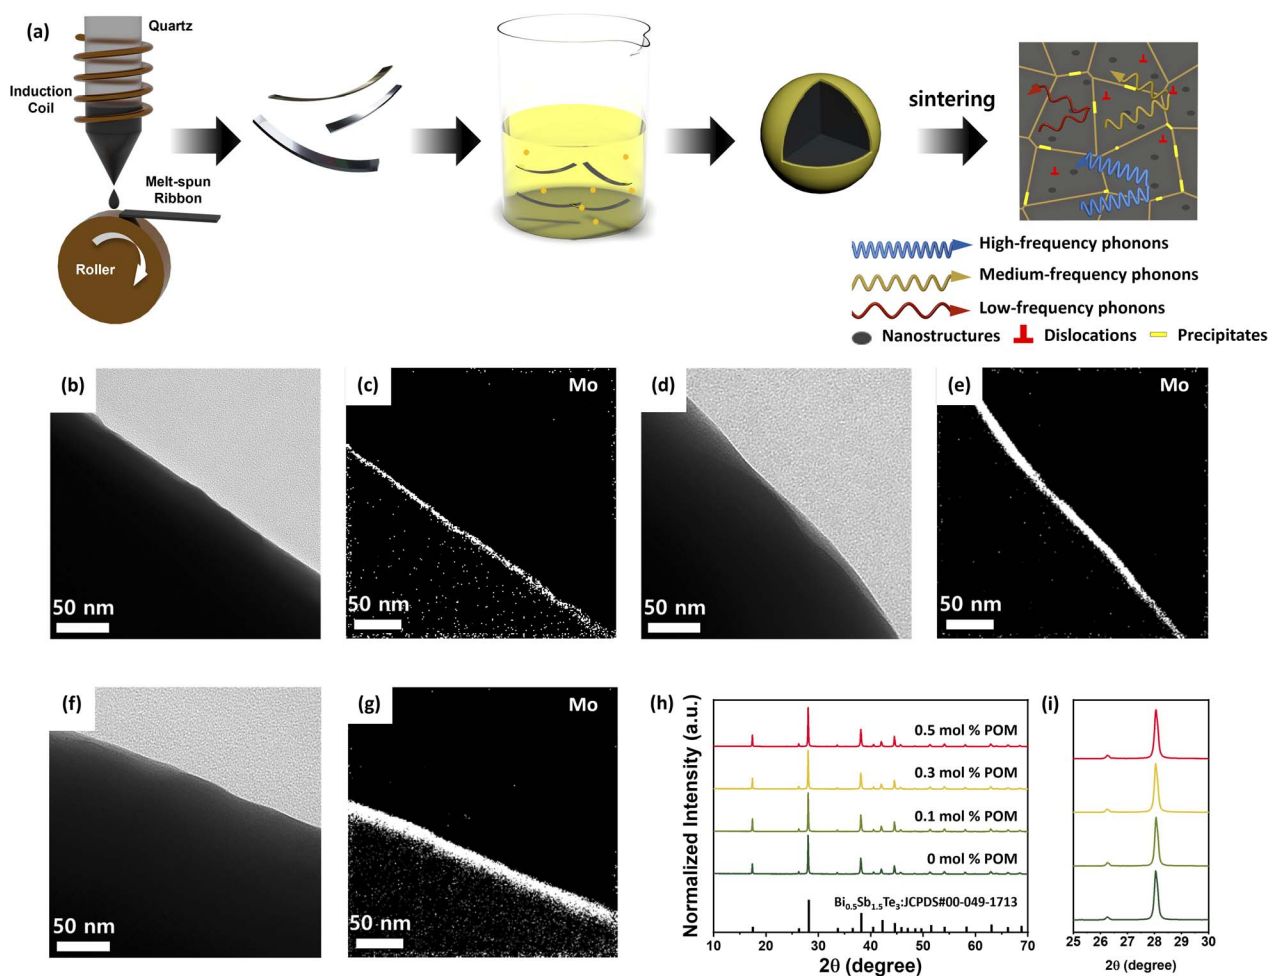 (a)
Quartz
Induction
Coil
Melt-spun
Ribbon
Roller
sintering
High-frequency phonons
Medium-frequency phonons
Low-frequency phonons
Nanostructures
Dislocations
Precipitates
(b)
50 nm
(c)
Mo
50 nm
(d)
50 nm
(e)
Mo
50 nm
(f)
50 nm
(g)
Mo
50 nm
(h)
Normalized Intensity (a.u.)
0.5 mol % POM
0.3 mol % POM
0.1 mol % POM
0 mol % POM
Bi0.5Sb1.5Te3:JCPDS#00-049-1713
10 20 30 40 50 60 70
2θ (degree)
(i)
25 26 27 28 29 30
2θ (degree)